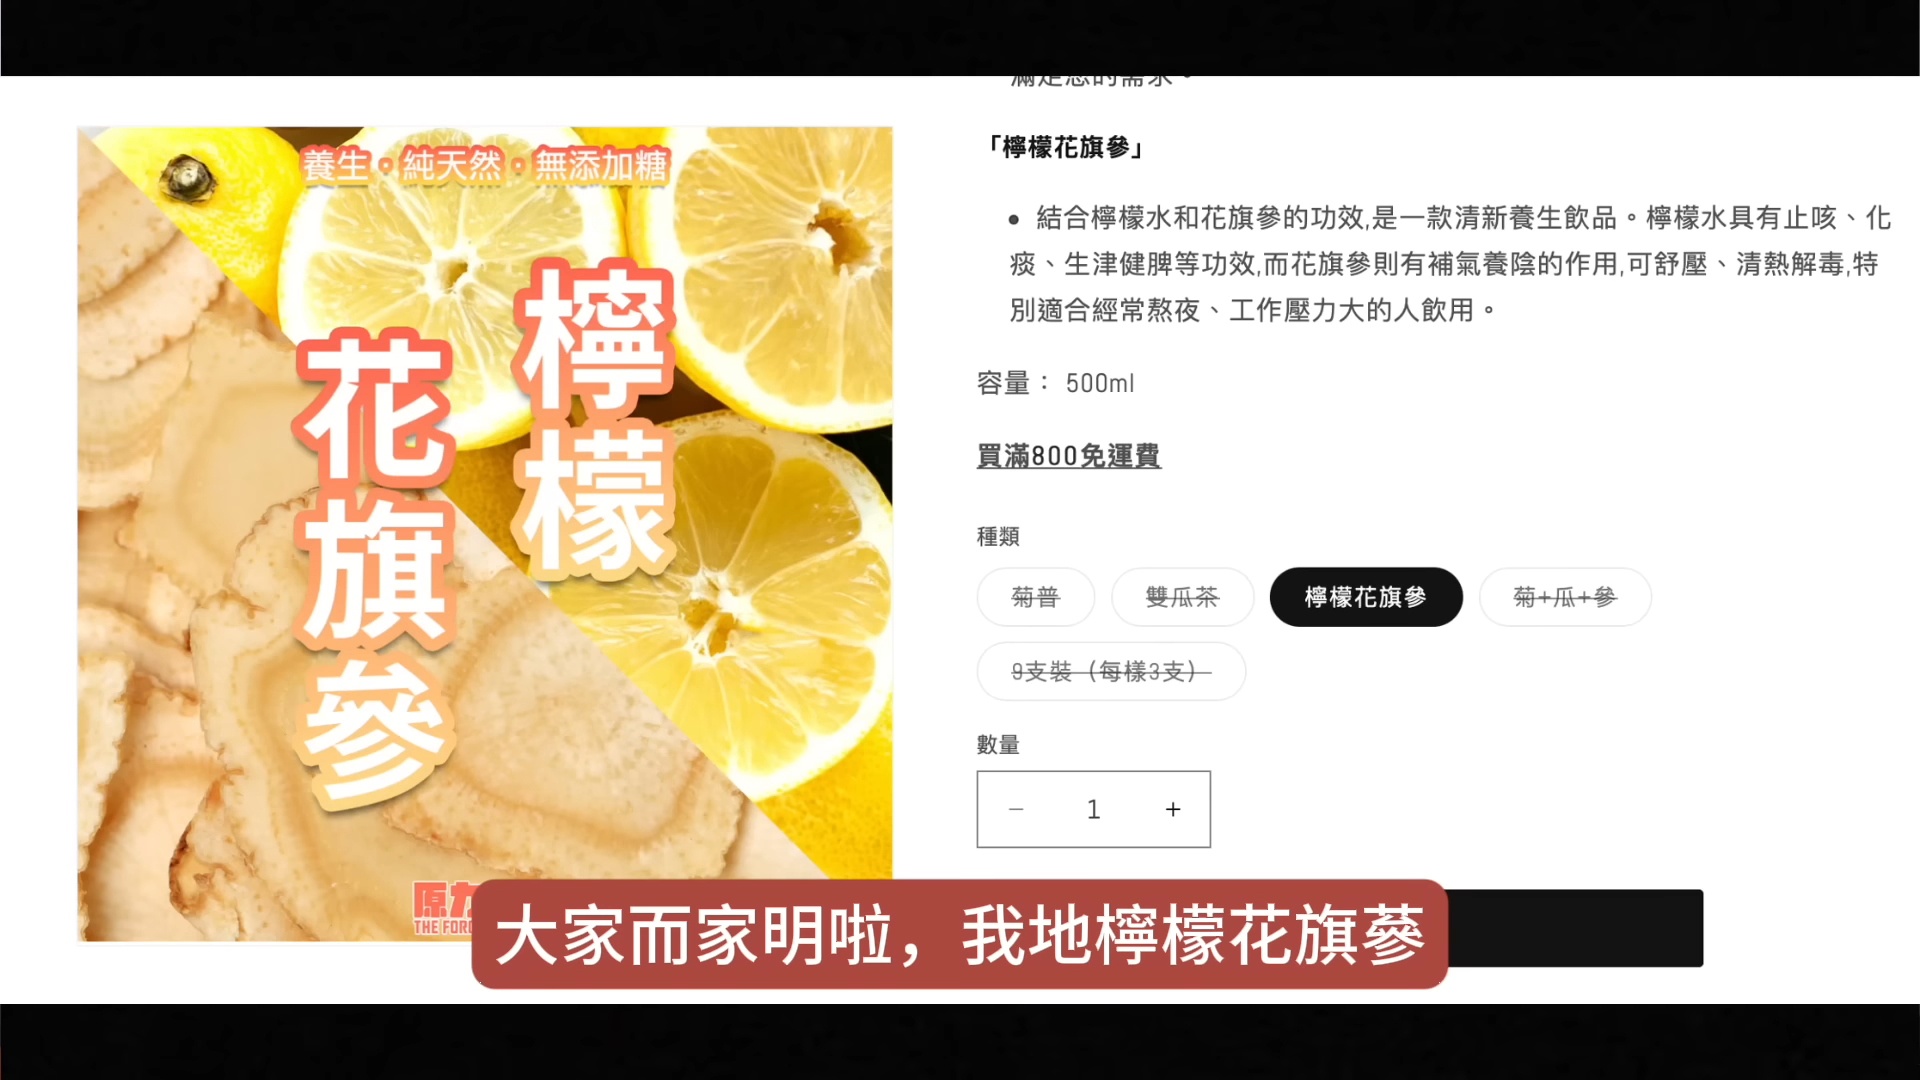 滿足您的需求。
養生•純天然•無添加糖
檸檬
花旗參
「檸檬花旗參」
結合檸檬水和花旗參的功效,是一款清新養生飲品。檸檬水具有止咳、化
痰、生津健脾等功效,而花旗參則有補氣養陰的作用,可舒壓、清熱解毒,特
別適合經常熬夜、工作壓力大的人飲用。
容量： 500ml
買滿800免運費
種類
菊普
雙瓜茶
檸檬花旗參
菊+瓜+參
9支裝（每樣3支）
數量
− 1 +
大家而家明啦，我地檸檬花旗蔘